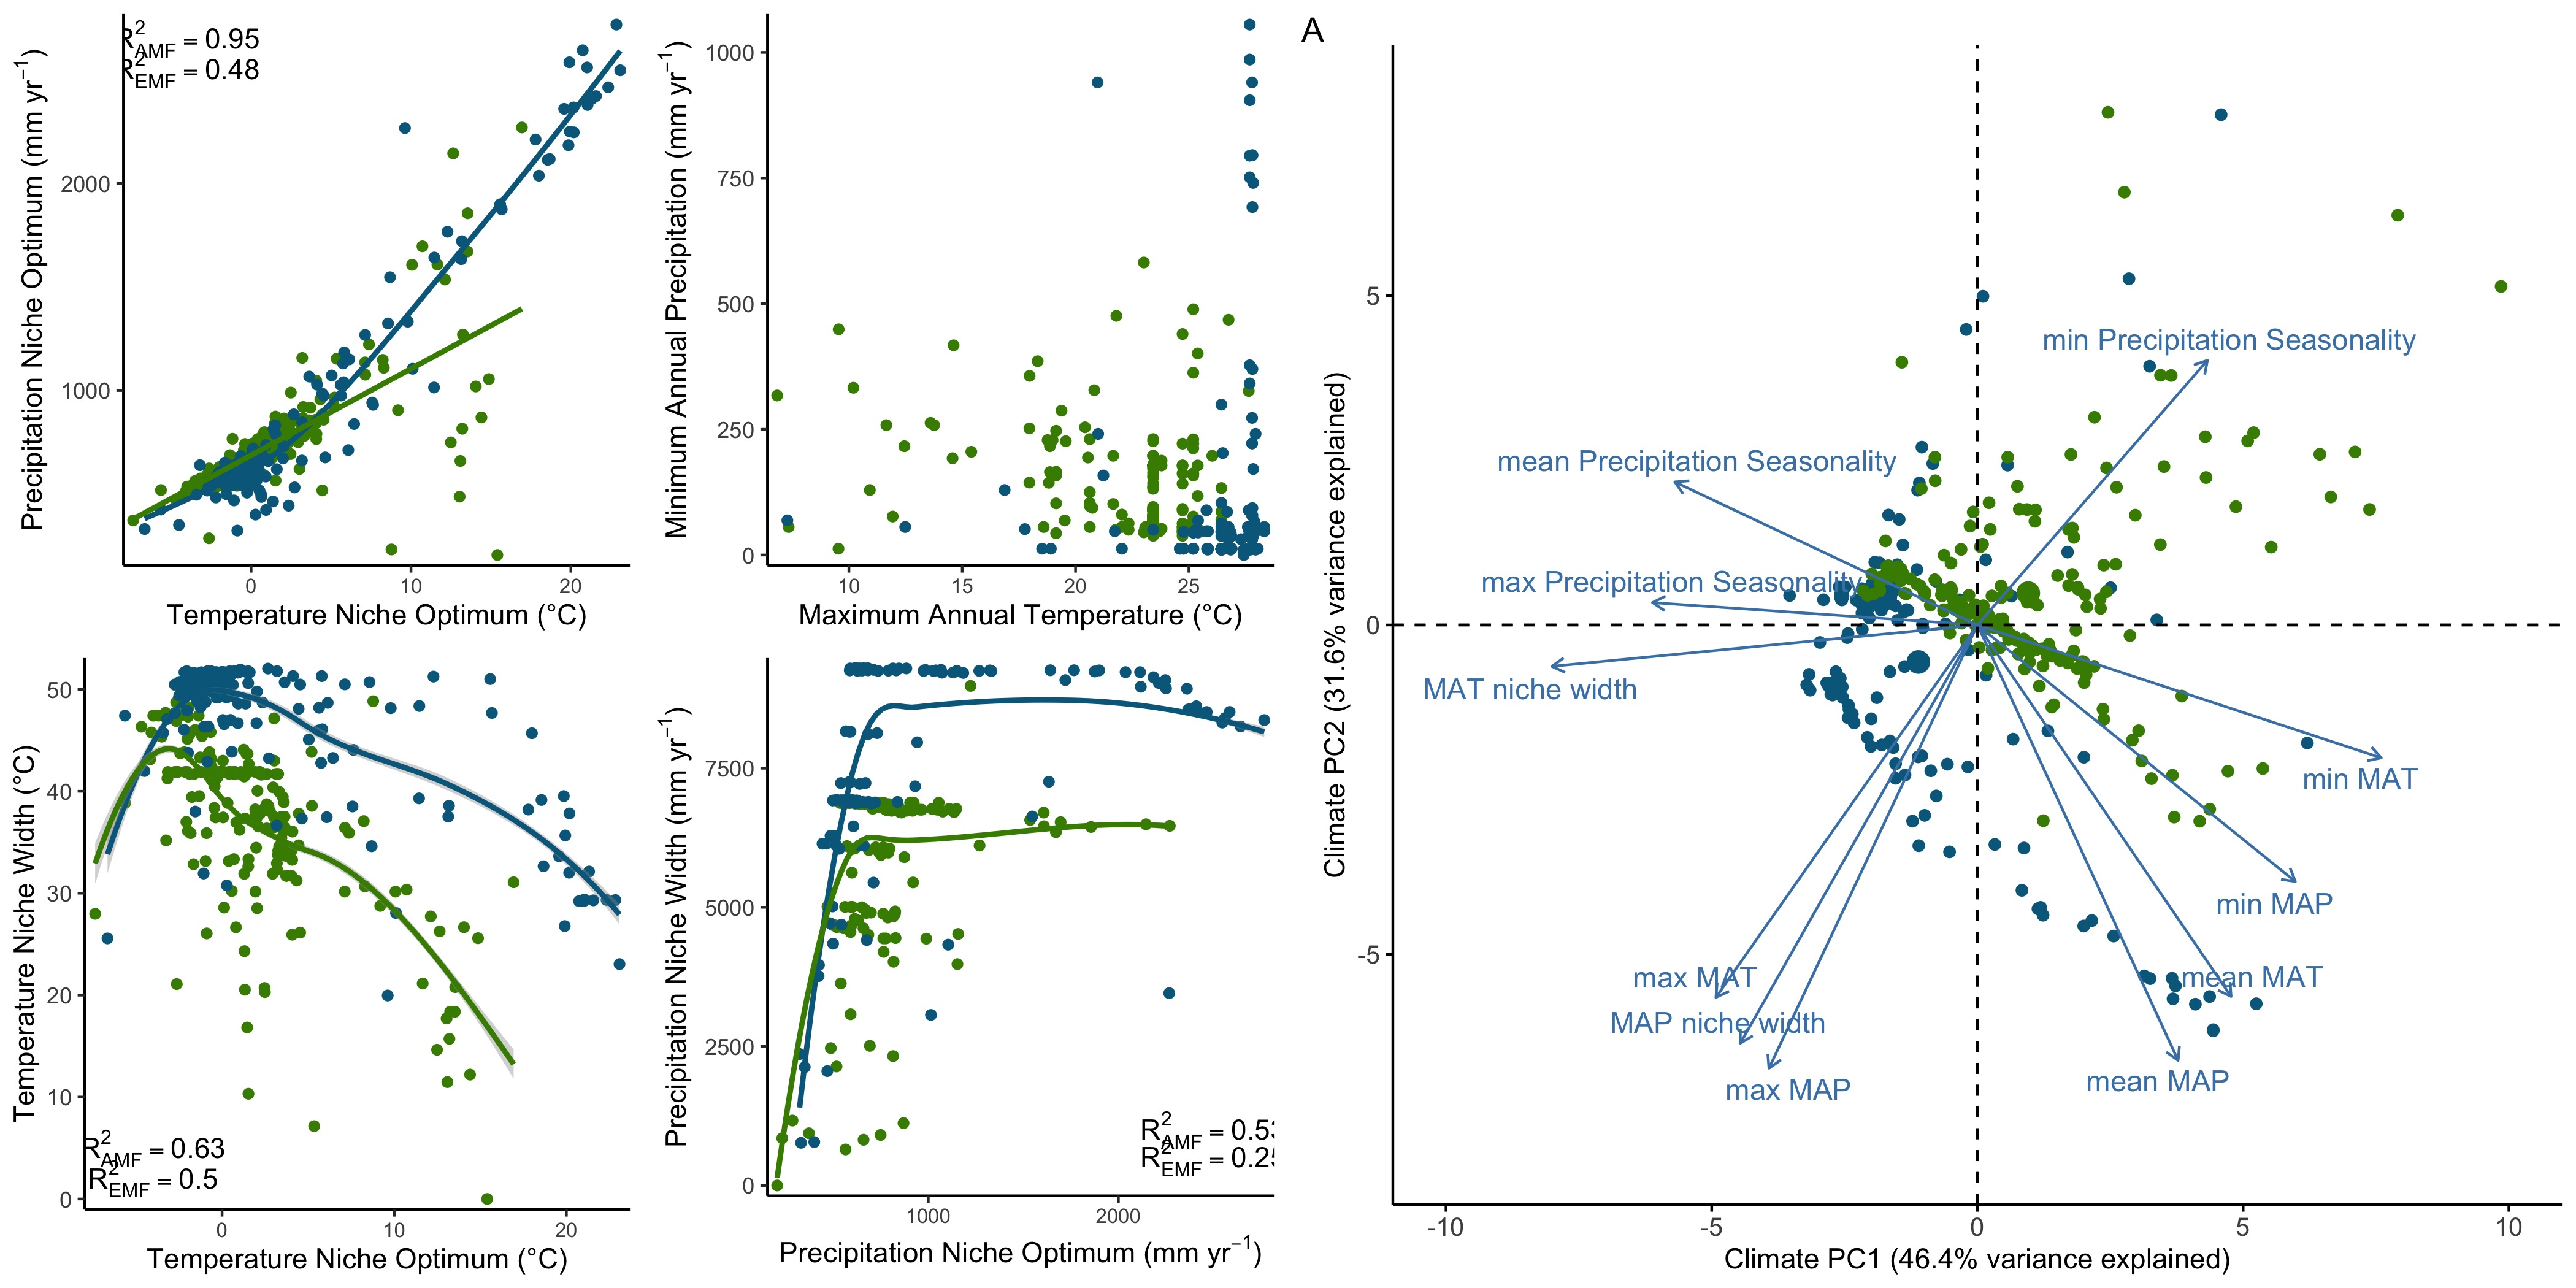 R²AMF = 0.95
R²EMF = 0.48
Precipitation Niche Optimum (mm yr⁻¹)
2000
1000
0 10 20
Temperature Niche Optimum (°C)
Minimum Annual Precipitation (mm yr⁻¹)
1000
750
500
250
0
10 15 20 25
Maximum Annual Temperature (°C)
Temperature Niche Width (°C)
50
40
30
20
10
0
R²AMF = 0.63
R²EMF = 0.5
0 10 20
Temperature Niche Optimum (°C)
Precipitation Niche Width (mm yr⁻¹)
7500
5000
2500
0
R²AMF = 0.5
R²EMF = 0.2
1000 2000
Precipitation Niche Optimum (mm yr⁻¹)
A
Climate PC2 (31.6% variance explained)
5
0
-5
min Precipitation Seasonality
mean Precipitation Seasonality
max Precipitation Seasonality
MAT niche width
min MAT
min MAP
max MAT
mean MAT
MAP niche width
mean MAP
max MAP
-10 -5 0 5 10
Climate PC1 (46.4% variance explained)